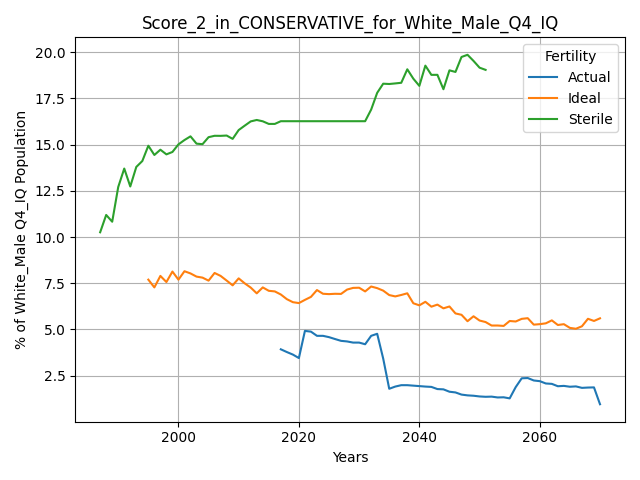 Score_2_in_CONSERVATIVE_for_White_Male_Q4_IQ
% of White_Male Q4_IQ Population
20.0
17.5
15.0
12.5
10.0
7.5
5.0
2.5
Fertility
Actual
Ideal
Sterile
2000
2020
2040
2060
Years